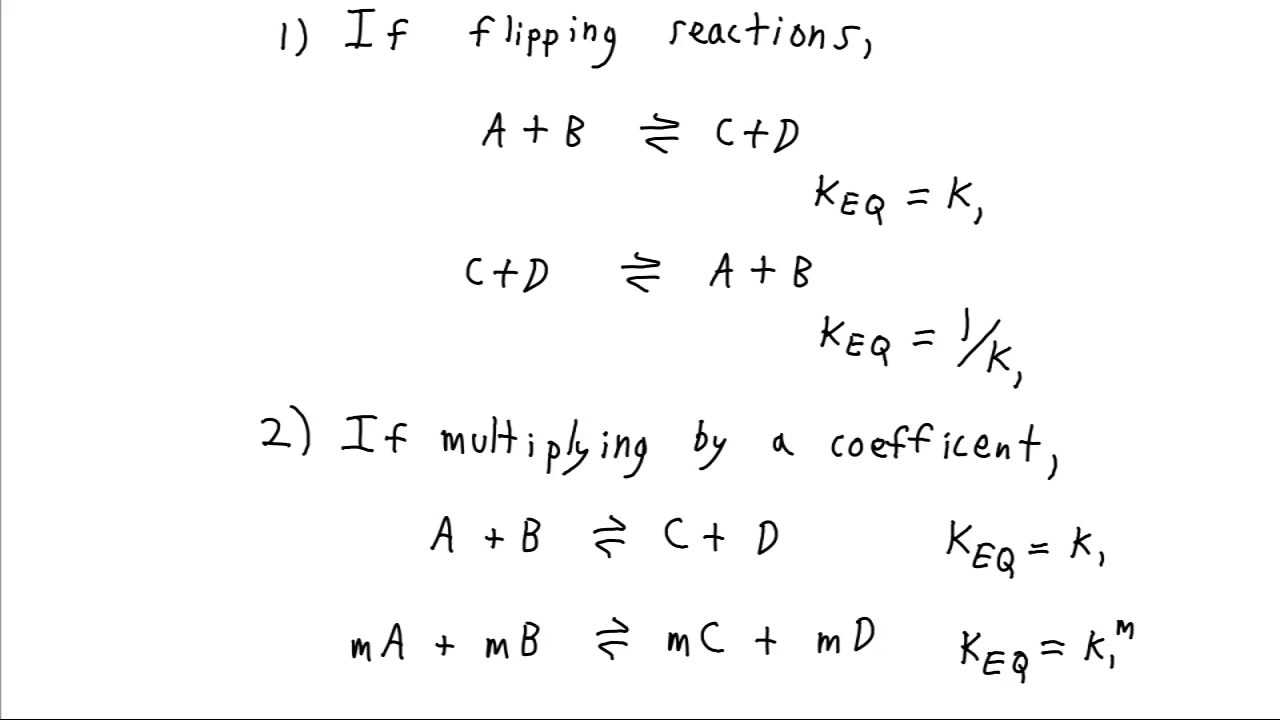 1) If flipping reactions,
A + B ⇌ C+D
K_EQ = K₁
C+D ⇌ A + B
K_EQ = 1/K₁
2) If multiplying by a coefficent,
A + B ⇌ C + D K_EQ = K₁
mA + mB ⇌ mC + mD K_EQ = K₁^m